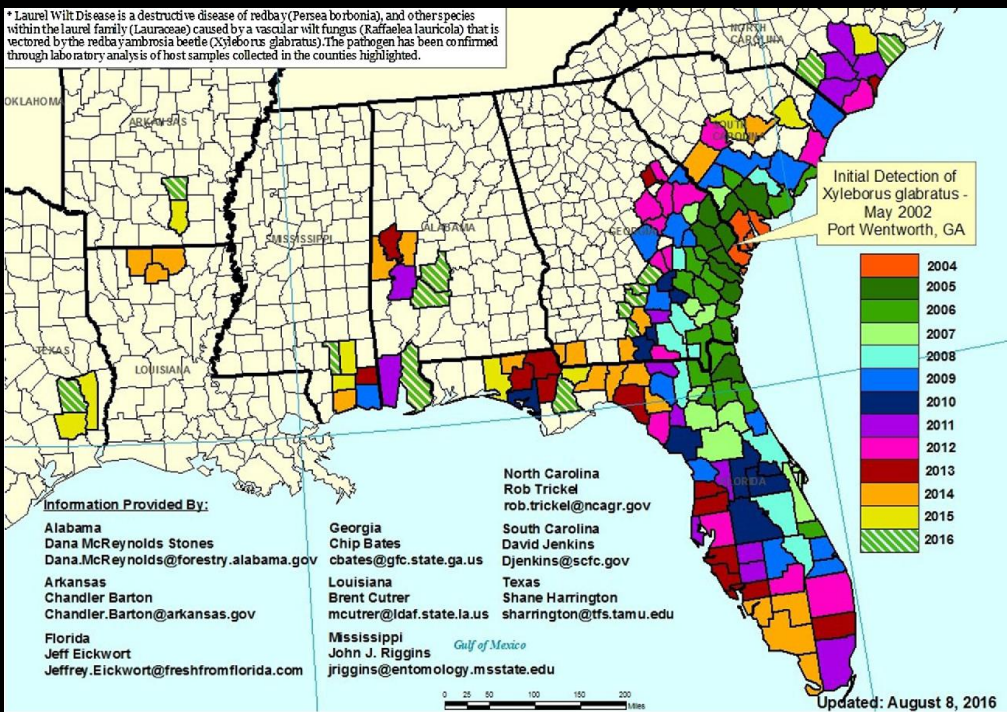 * Laurel Wilt Disease is a destructive disease of redbay (Persea borbonia), and other species
within the laurel family (Lauraceae) caused by a vascular wilt fungus (Raffaelea lauricola) that is
vectored by the redbay ambrosia beetle (Xyleborus glabratus). The pathogen has been confirmed
through laboratory analysis of host samples collected in the counties highlighted.
NORTH
CAROLINA
OKLAHOMA
ARKANSAS
SOUTH
CAROLINA
Initial Detection of
Xyleborus glabratus -
May 2002
Port Wentworth, GA
MISSISSIPPI
ALABAMA
GEORGIA
TEXAS
LOUISIANA
FLORIDA
2004
2005
2006
2007
2008
2009
2010
2011
2012
2013
2014
2015
2016
Information Provided By:
Alabama
Dana McReynolds Stones
Dana.McReynolds@forestry.alabama.gov
Arkansas
Chandler Barton
Chandler.Barton@arkansas.gov
Florida
Jeff Eickwort
Jeffrey.Eickwort@freshfromflorida.com
Georgia
Chip Bates
cbates@gfc.state.ga.us
Louisiana
Brent Cutrer
mcutrer@ldaf.state.la.us
Mississippi
John J. Riggins
jriggins@entomology.msstate.edu
North Carolina
Rob Trickel
rob.trickel@ncagr.gov
South Carolina
David Jenkins
Djenkins@scfc.gov
Texas
Shane Harrington
sharrington@tfs.tamu.edu
Gulf of Mexico
0 25 50 100 150 200
Miles
Updated: August 8, 2016